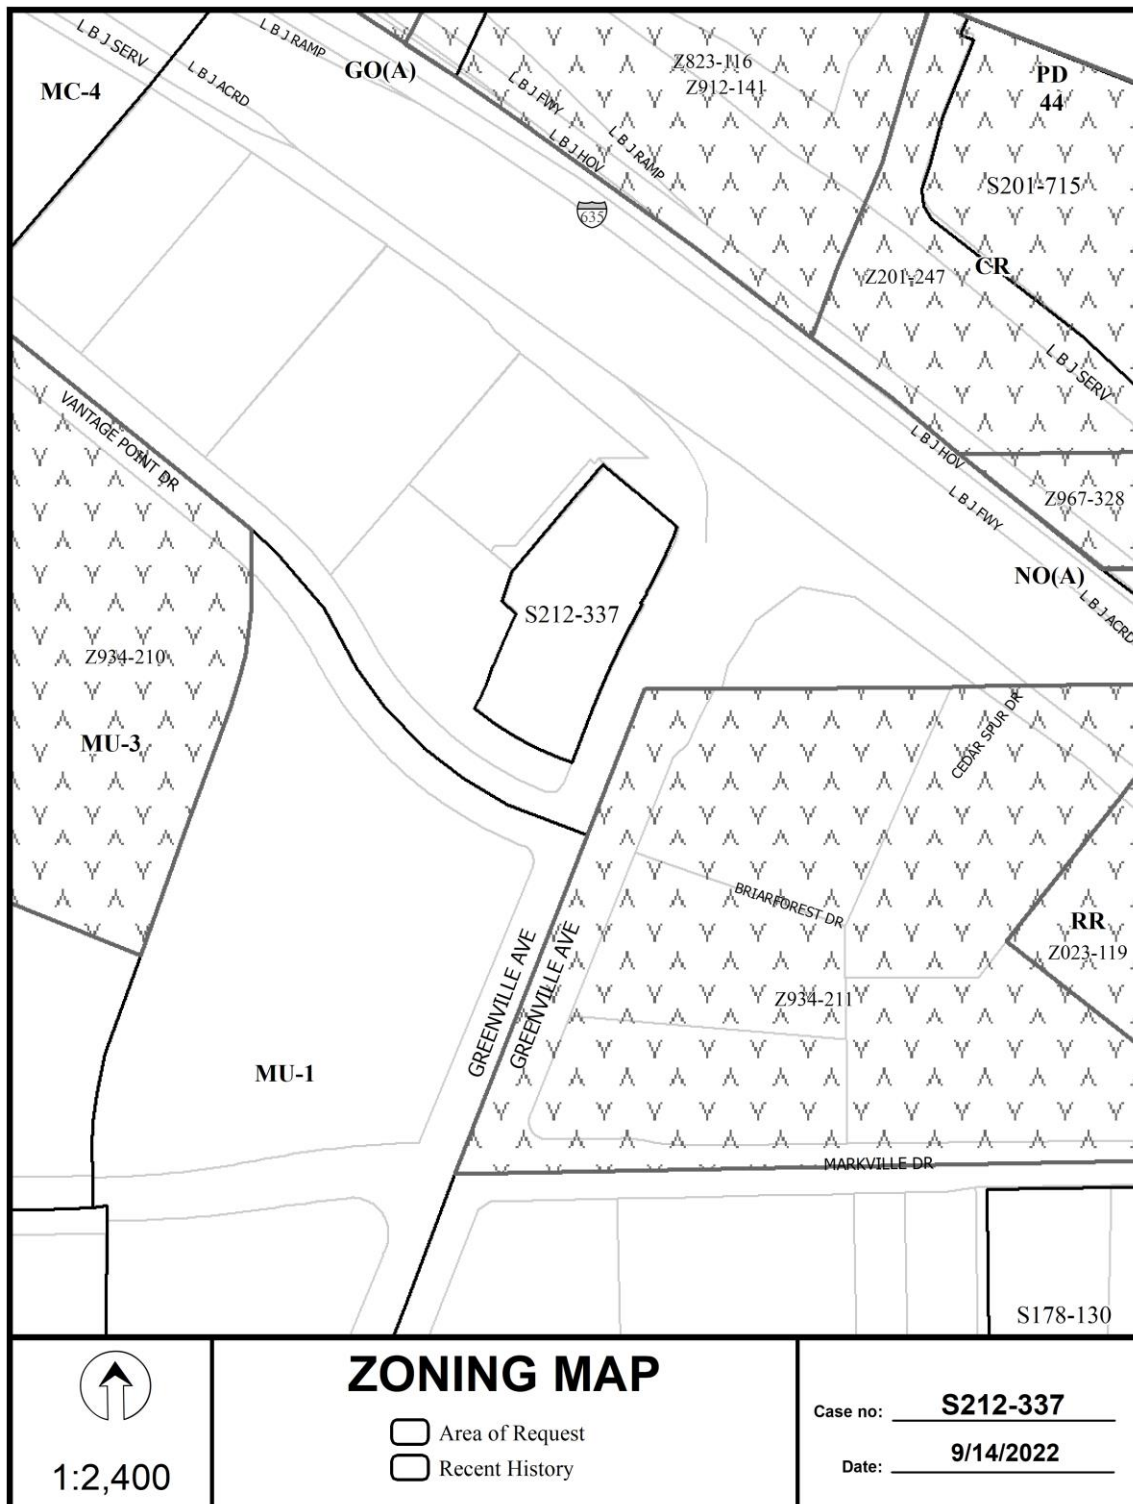 L B J SERV
L B J RAMP
L B J ACRD
MC-4
GO(A)
L B J FWY
L B J HOV
L B J RAMP
Z823-116
Z912-141
PD
44
S201-715
635
CR
Z201-247
L B J SERV
VANTAGE POINT DR
L B J HOV
L B J FWY
Z967-328
NO(A)
L B J ACRD
S212-337
Z934-210
MU-3
CEDAR SPUR DR
BRIARFOREST DR
RR
Z023-119
GREENVILLE AVE
GREENVILLE AVE
Z934-211
MU-1
MARKVILLE DR
S178-130
1:2,400
ZONING MAP
Area of Request
Recent History
Case no: S212-337
Date: 9/14/2022